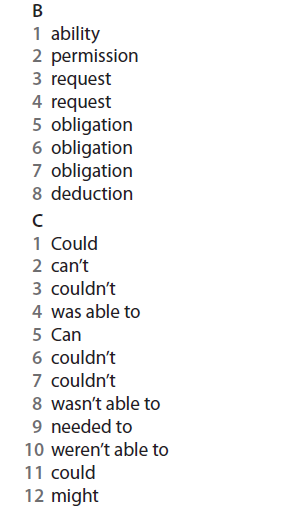 B
1 ability
2 permission
3 request
4 request
5 obligation
6 obligation
7 obligation
8 deduction
C
1 Could
2 can't
3 couldn't
4 was able to
5 Can
6 couldn't
7 couldn't
8 wasn't able to
9 needed to
10 weren't able to
11 could
12 might